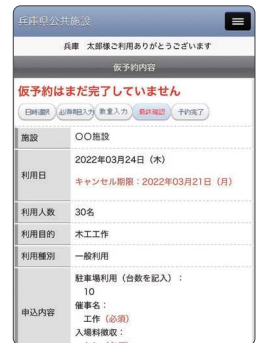 兵庫県公共施設
兵庫 太郎様ご利用ありがとうございます
仮予約内容
仮予約はまだ完了していません
日時選択
数量入力
最終確認
予約完了
施設
〇〇施設
利用日
2022年03月24日（木）
キャンセル期限：2022年03月21日（月）
利用人数
30名
利用目的
木工工作
利用種別
一般利用
申込内容
駐車場利用（台数を記入）：
10
催事名：
工作（必須）
入場料徴収：